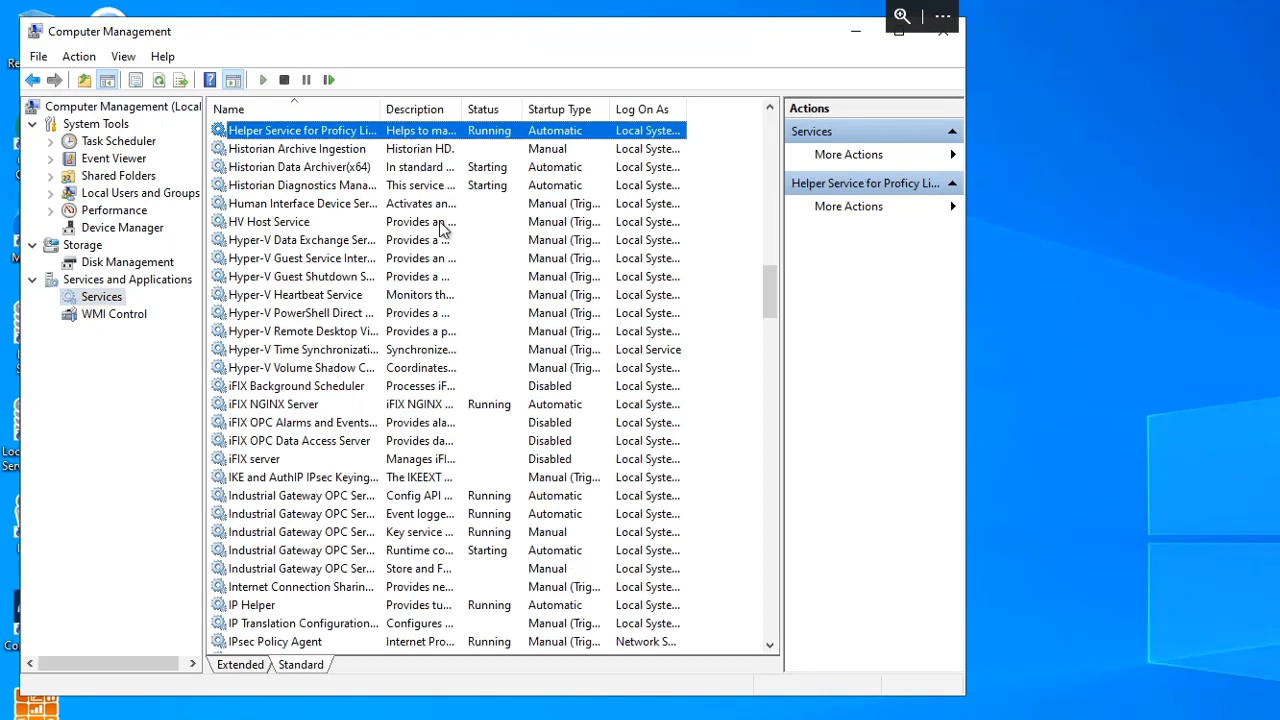 Computer Management
File Action View Help
Computer Management (Local
System Tools
Task Scheduler
Event Viewer
Shared Folders
Local Users and Groups
Performance
Device Manager
Storage
Disk Management
Services and Applications
Services
WMI Control
Name Description Status Startup Type Log On As
Helper Service for Proficy Li... Helps to ma... Running Automatic Local Syste...
Historian Archive Ingestion Historian HD. Manual Local Syste...
Historian Data Archiver(x64) In standard ... Starting Automatic Local Syste...
Historian Diagnostics Mana... This service ... Starting Automatic Local Syste...
Human Interface Device Ser... Activates an... Manual (Trig... Local Syste...
HV Host Service Provides an ... Manual (Trig... Local Syste...
Hyper-V Data Exchange Ser... Provides a ... Manual (Trig... Local Syste...
Hyper-V Guest Service Inter... Provides an ... Manual (Trig... Local Syste...
Hyper-V Guest Shutdown S... Provides a ... Manual (Trig... Local Syste...
Hyper-V Heartbeat Service Monitors th... Manual (Trig... Local Syste...
Hyper-V PowerShell Direct ... Provides a ... Manual (Trig... Local Syste...
Hyper-V Remote Desktop Vi... Provides a p... Manual (Trig... Local Syste...
Hyper-V Time Synchronizati... Synchronize... Manual (Trig... Local Service
Hyper-V Volume Shadow C... Coordinates... Manual (Trig... Local Syste...
iFIX Background Scheduler Processes iF... Disabled Local Syste...
iFIX NGINX Server iFIX NGINX ... Running Automatic Local Syste...
iFIX OPC Alarms and Events... Provides ala... Disabled Local Syste...
iFIX OPC Data Access Server Provides da... Disabled Local Syste...
iFIX server Manages iFI... Disabled Local Syste...
IKE and AuthIP IPsec Keying... The IKEEXT ... Manual (Trig... Local Syste...
Industrial Gateway OPC Ser... Config API ... Running Automatic Local Syste...
Industrial Gateway OPC Ser... Event logge... Running Automatic Local Syste...
Industrial Gateway OPC Ser... Key service ... Running Manual Local Syste...
Industrial Gateway OPC Ser... Runtime co... Starting Automatic Local Syste...
Industrial Gateway OPC Ser... Store and F... Manual Local Syste...
Internet Connection Sharin... Provides ne... Manual (Trig... Local Syste...
IP Helper Provides tu... Running Automatic Local Syste...
IP Translation Configuration... Configures ... Manual (Trig... Local Syste...
IPsec Policy Agent Internet Pro... Running Manual (Trig... Network S...
Extended Standard
Actions
Services
More Actions
Helper Service for Proficy Li...
More Actions